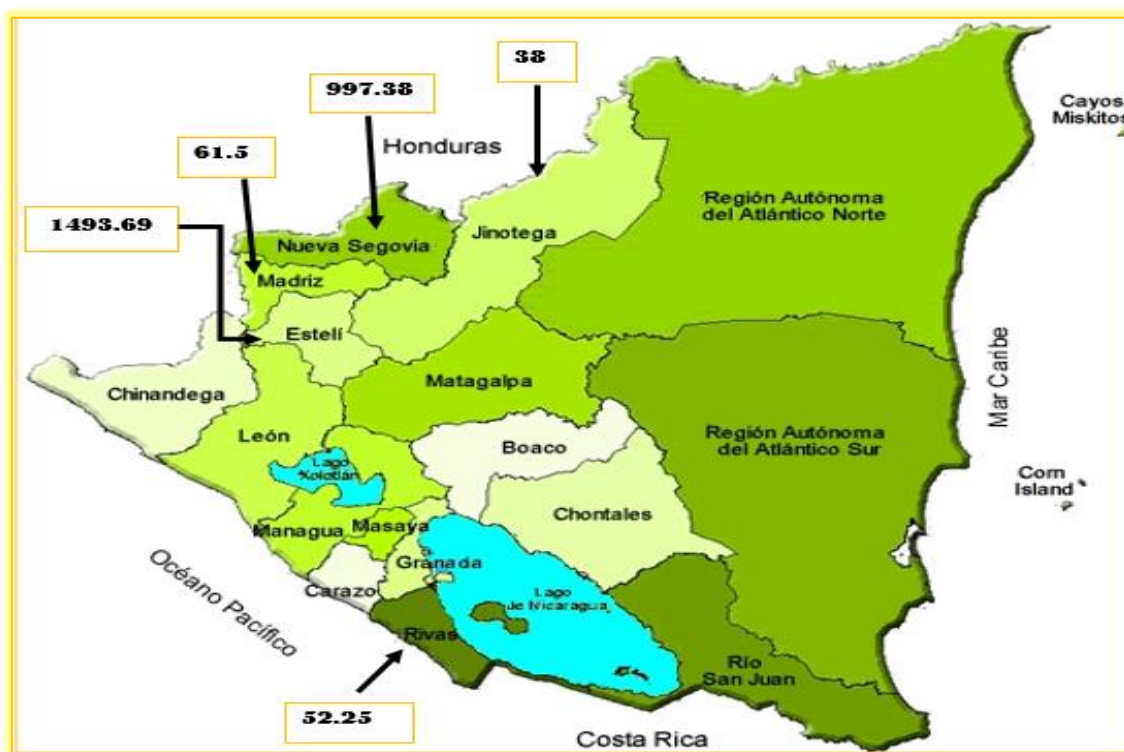 38
997.38
61.5
1493.69
Honduras
Cayos
Miskitos
Región Autónoma
del Atlántico Norte
Jinotega
Nueva Segovia
Madriz
Estelí
Chinandega
Matagalpa
Mar Caribe
León
Boaco
Región Autónoma
del Atlántico Sur
Lago
Xolotlán
Corn
Island
Chontales
Managua
Masaya
Granada
Carazo
Océano Pacífico
Lago
de Nicaragua
Rivas
Río
San Juan
52.25
Costa Rica